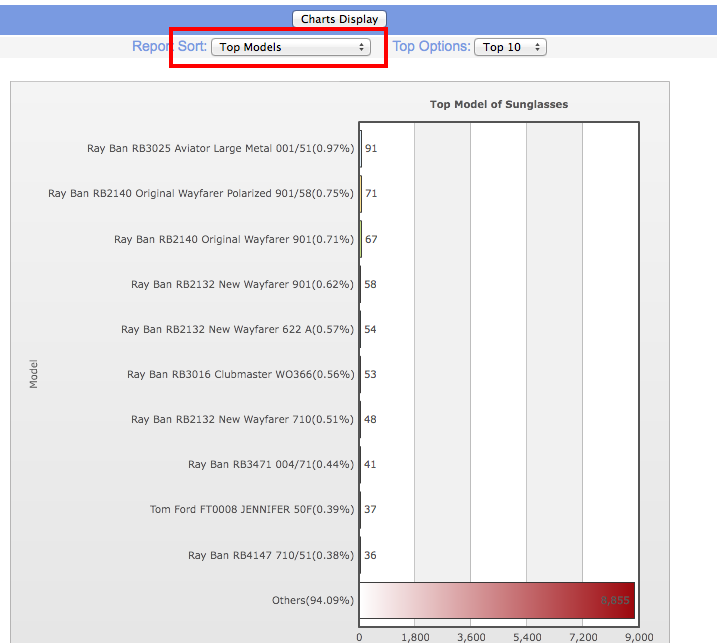 Charts Display
Report Sort: Top Models Top Options: Top 10
Top Model of Sunglasses
Ray Ban RB3025 Aviator Large Metal 001/51(0.97%) 91
Ray Ban RB2140 Original Wayfarer Polarized 901/58(0.75%) 71
Ray Ban RB2140 Original Wayfarer 901(0.71%) 67
Ray Ban RB2132 New Wayfarer 901(0.62%) 58
Ray Ban RB2132 New Wayfarer 622 A(0.57%) 54
Ray Ban RB3016 Clubmaster WO366(0.56%) 53
Model
Ray Ban RB2132 New Wayfarer 710(0.51%) 48
Ray Ban RB3471 004/71(0.44%) 41
Tom Ford FT0008 JENNIFER 50F(0.39%) 37
Ray Ban RB4147 710/51(0.38%) 36
Others(94.09%) 8,855
0 1,800 3,600 5,400 7,200 9,000